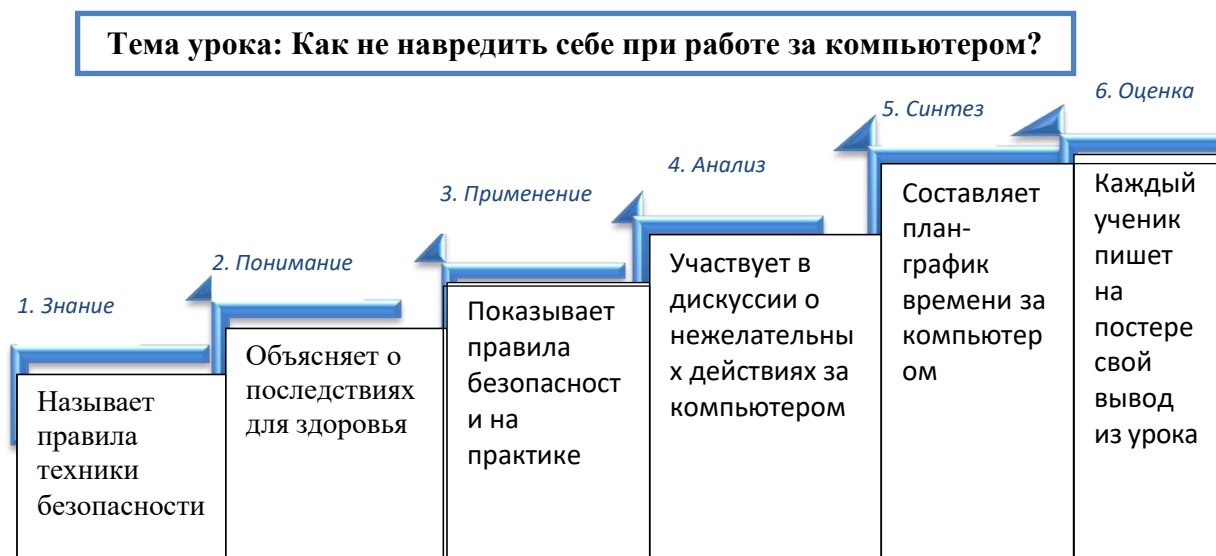 Тема урока: Как не навредить себе при работе за компьютером?
1. Знание
Называет
правила
техники
безопасности
2. Понимание
Объясняет о
последствиях
для здоровья
3. Применение
Показывает
правила
безопасност
и на
практике
4. Анализ
Участвует в
дискуссии о
нежелательны
х действиях за
компьютером
5. Синтез
Составляет
план-
график
времени за
компьютер
ом
6. Оценка
Каждый
ученик
пишет
на
постере
свой
вывод
из урока